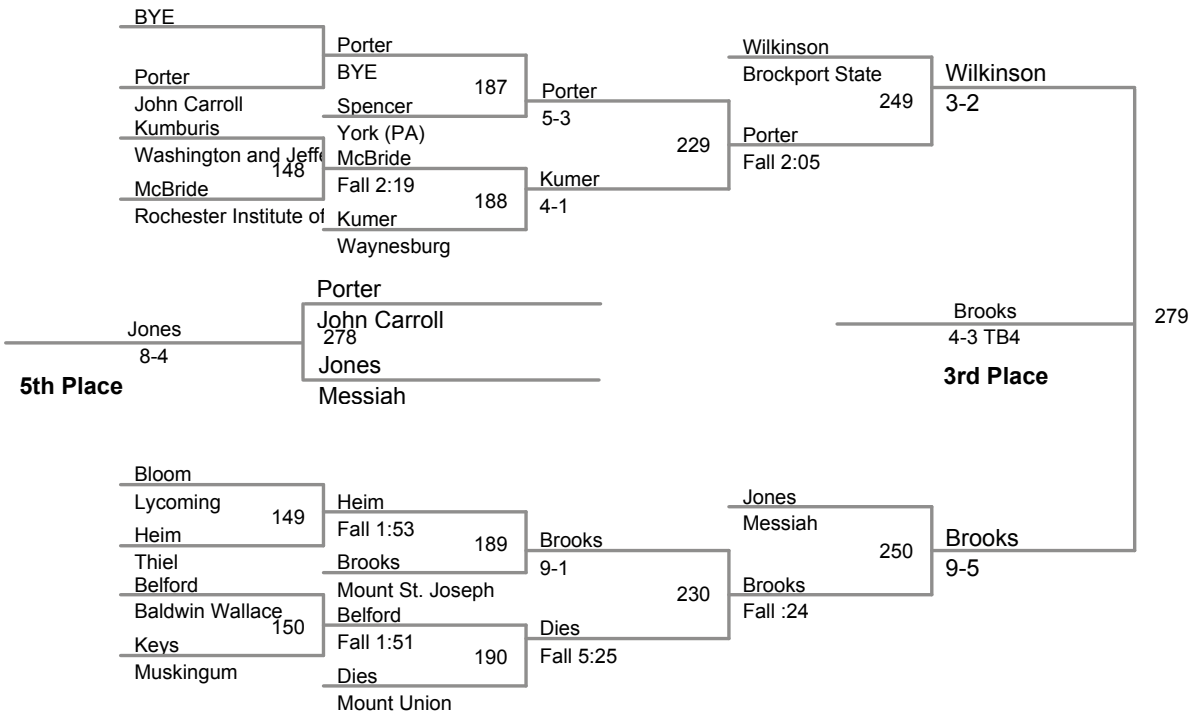 BYE
Porter
John Carroll
Kumburis
Washington and Jeffe
148
McBride
Rochester Institute of
Porter
BYE
187
Spencer
York (PA)
McBride
Fall 2:19
188
Kumer
Waynesburg
Porter
5-3
229
Kumer
4-1
Wilkinson
Brockport State
249
Porter
Fall 2:05
Wilkinson
3-2
Porter
John Carroll
278
Jones
Messiah
Jones
8-4
5th Place
Brooks
4-3 TB4
3rd Place
279
Bloom
Lycoming
149
Heim
Thiel
Belford
Baldwin Wallace
150
Keys
Muskingum
Heim
Fall 1:53
189
Brooks
Mount St. Joseph
Belford
Fall 1:51
190
Dies
Mount Union
Brooks
9-1
230
Dies
Fall 5:25
Jones
Messiah
250
Brooks
Fall :24
Brooks
9-5